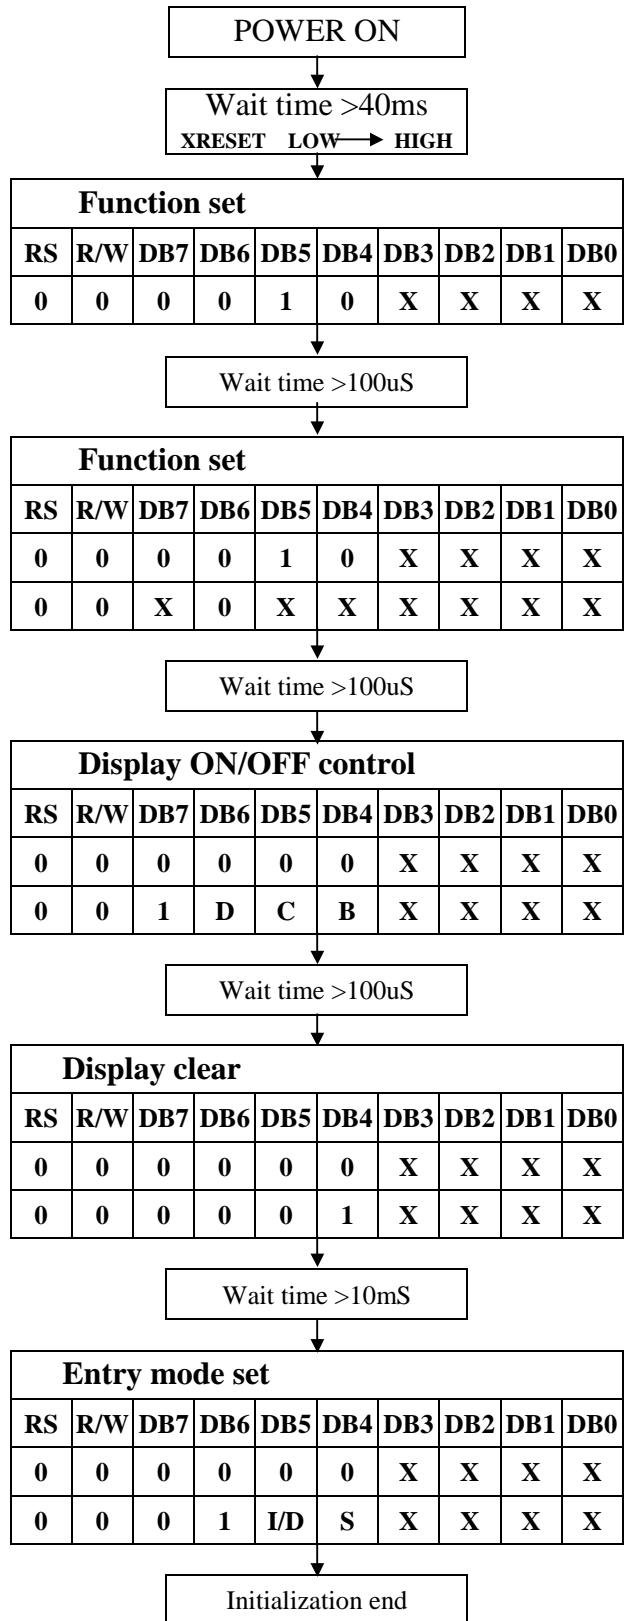 POWER ON
Wait time >40ms
XRESET LOW HIGH
Function set
RS R/W DB7 DB6 DB5 DB4 DB3 DB2 DB1 DB0
0 0 0 0 1 0 X X X X
Wait time >100uS
Function set
RS R/W DB7 DB6 DB5 DB4 DB3 DB2 DB1 DB0
0 0 0 0 1 0 X X X X
0 0 X 0 X X X X X X
Wait time >100uS
Display ON/OFF control
RS R/W DB7 DB6 DB5 DB4 DB3 DB2 DB1 DB0
0 0 0 0 0 0 X X X X
0 0 1 D C B X X X X
Wait time >100uS
Display clear
RS R/W DB7 DB6 DB5 DB4 DB3 DB2 DB1 DB0
0 0 0 0 0 0 X X X X
0 0 0 0 0 1 X X X X
Wait time >10mS
Entry mode set
RS R/W DB7 DB6 DB5 DB4 DB3 DB2 DB1 DB0
0 0 0 0 0 0 X X X X
0 0 0 1 I/D S X X X X
Initialization end